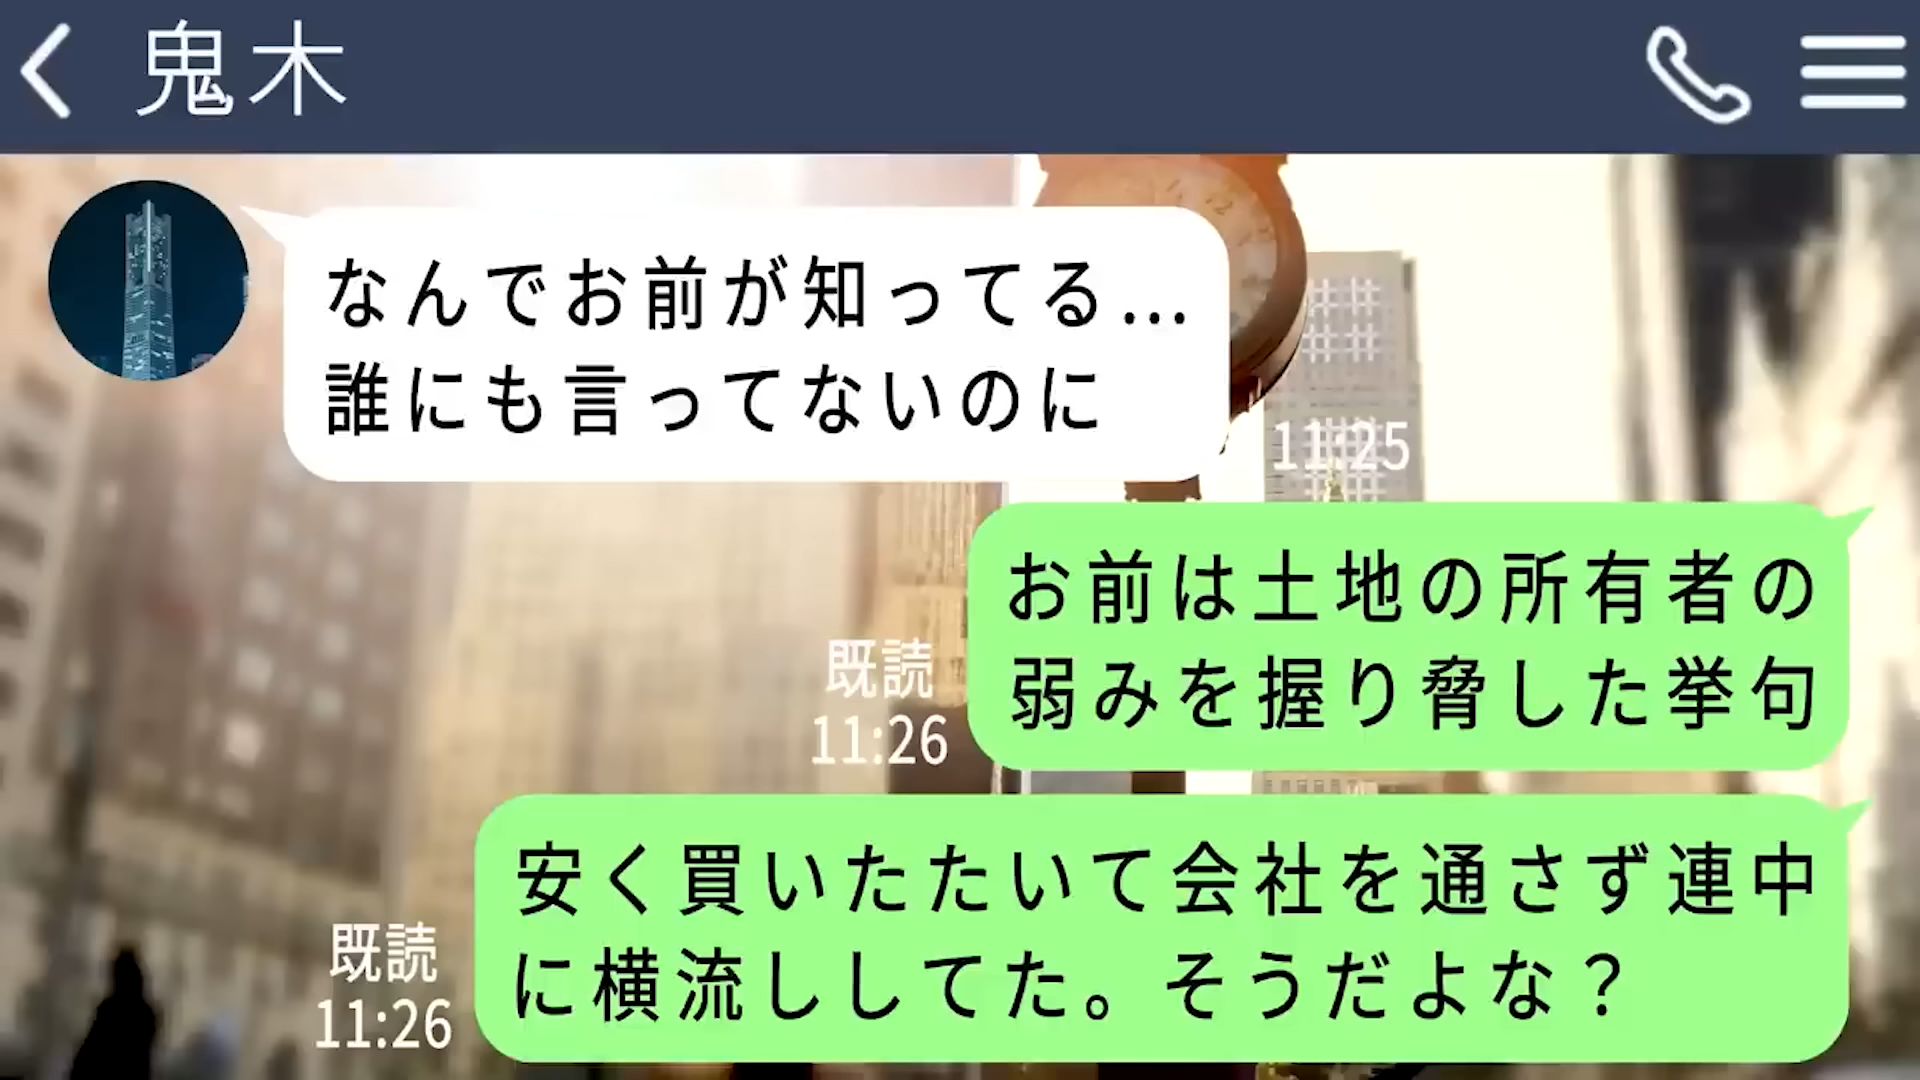 鬼木
なんでお前が知ってる…
誰にも言ってないのに
11:25
お前は土地の所有者の
弱みを握り脅した挙句
既読
11:26
安く買いたたいて会社を通さず連中
に横流ししてた。そうだよな？
既読
11:26